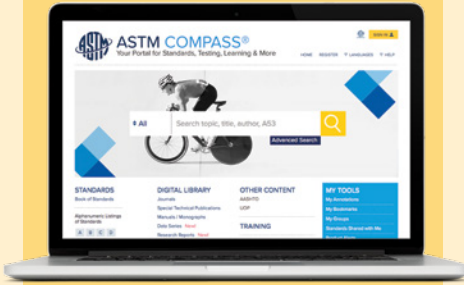 ASTM COMPASS®
Your Portal for Standards, Testing, Learning & More
HOME REGISTER LANGUAGES HELP
SIGN IN
All
Search topic, title, author, A53
Advanced Search
STANDARDS
Book of Standards
Alphanumeric Listings
of Standards
A B C D
DIGITAL LIBRARY
Journals
Special Technical Publications
Manuals / Monographs
Data Series New!
Research Reports New!
OTHER CONTENT
AASHTO
UOP
TRAINING
MY TOOLS
My Annotations
My Bookmarks
My Groups
Standards Shared with Me